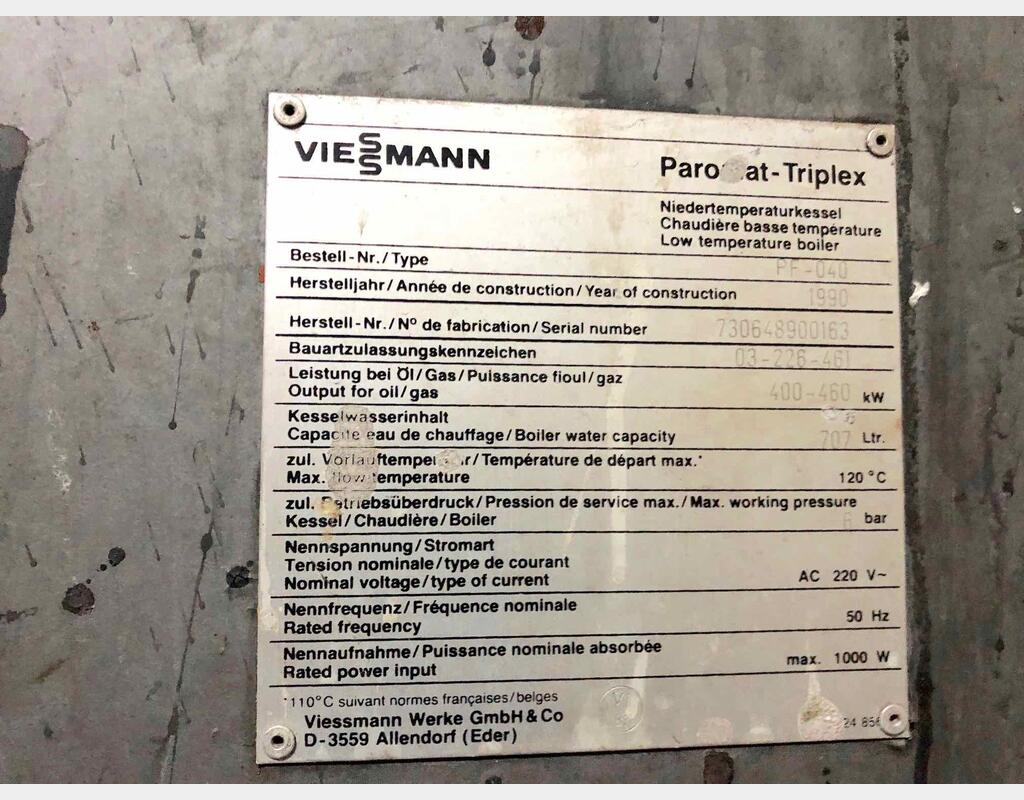 VIESSMANN
Paro at-Triplex
Niedertemperaturkessel
Chaudière basse température
Low temperature boiler
Bestell-Nr./Type PF-040
Herstelljahr/Année de construction/Year of construction 1990
Herstell-Nr./Nº de fabrication/Serial number 730648900163
Bauartzulassungskennzeichen 03-226-461
Leistung bei Öl/Gas/Puissance fioul/gaz
Output for oil/gas 400-460 kW
Kesselwasserinhalt
Capacité eau de chauffage/Boiler water capacity 707 Ltr.
zul. /Température de départ max.*
Max. flow temperature 120 °C
zul. Betriebsüberdruck/Pression de service max./Max. working pressure
Kessel/Chaudière/Boiler 6 bar
Nennspannung/Stromart
Tension nominale/type de courant
Nominal voltage/type of current AC 220 V~
Nennfrequenz/Fréquence nominale
Rated frequency 50 Hz
Nennaufnahme/Puissance nominale absorbée
Rated power input max. 1000 W
*110°C suivant normes françaises/belges
Viessmann Werke GmbH & Co
D-3559 Allendorf (Eder)